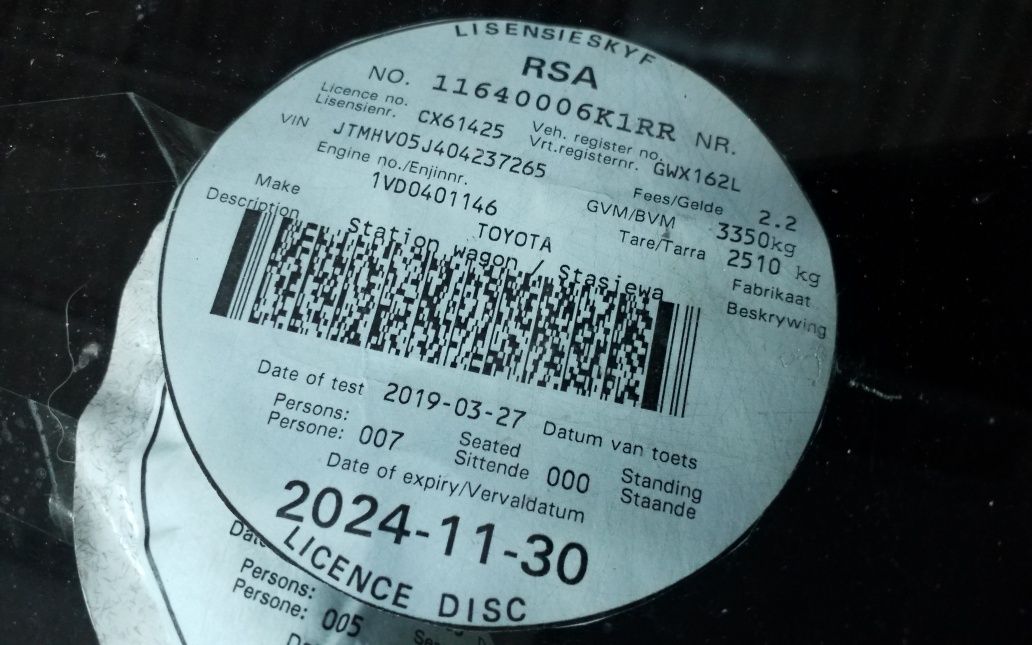 LISENSIESKYF
RSA
NO. 11640006K1RR NR.
Licence no. Lisensienr. CX61425 Veh. register no. Vrt.registernr. GWX162L
VIN JTMHV05J404237265 Fees/Gelde 2.2
Engine no./Enjinnr. 1VD0401146 GVM/BVM 3350kg
Tare/Tarra 2510 kg
Make TOYOTA Fabrikaat
Description Station wagon / Stasiewa Beskrywing
Date of test 2019-03-27 Datum van toets
Persons: Persone: 007 Seated Sittende 000 Standing Staande
Date of expiry/Vervaldatum
2024-11-30
LICENCE DISC
Persons:
Persone: 005